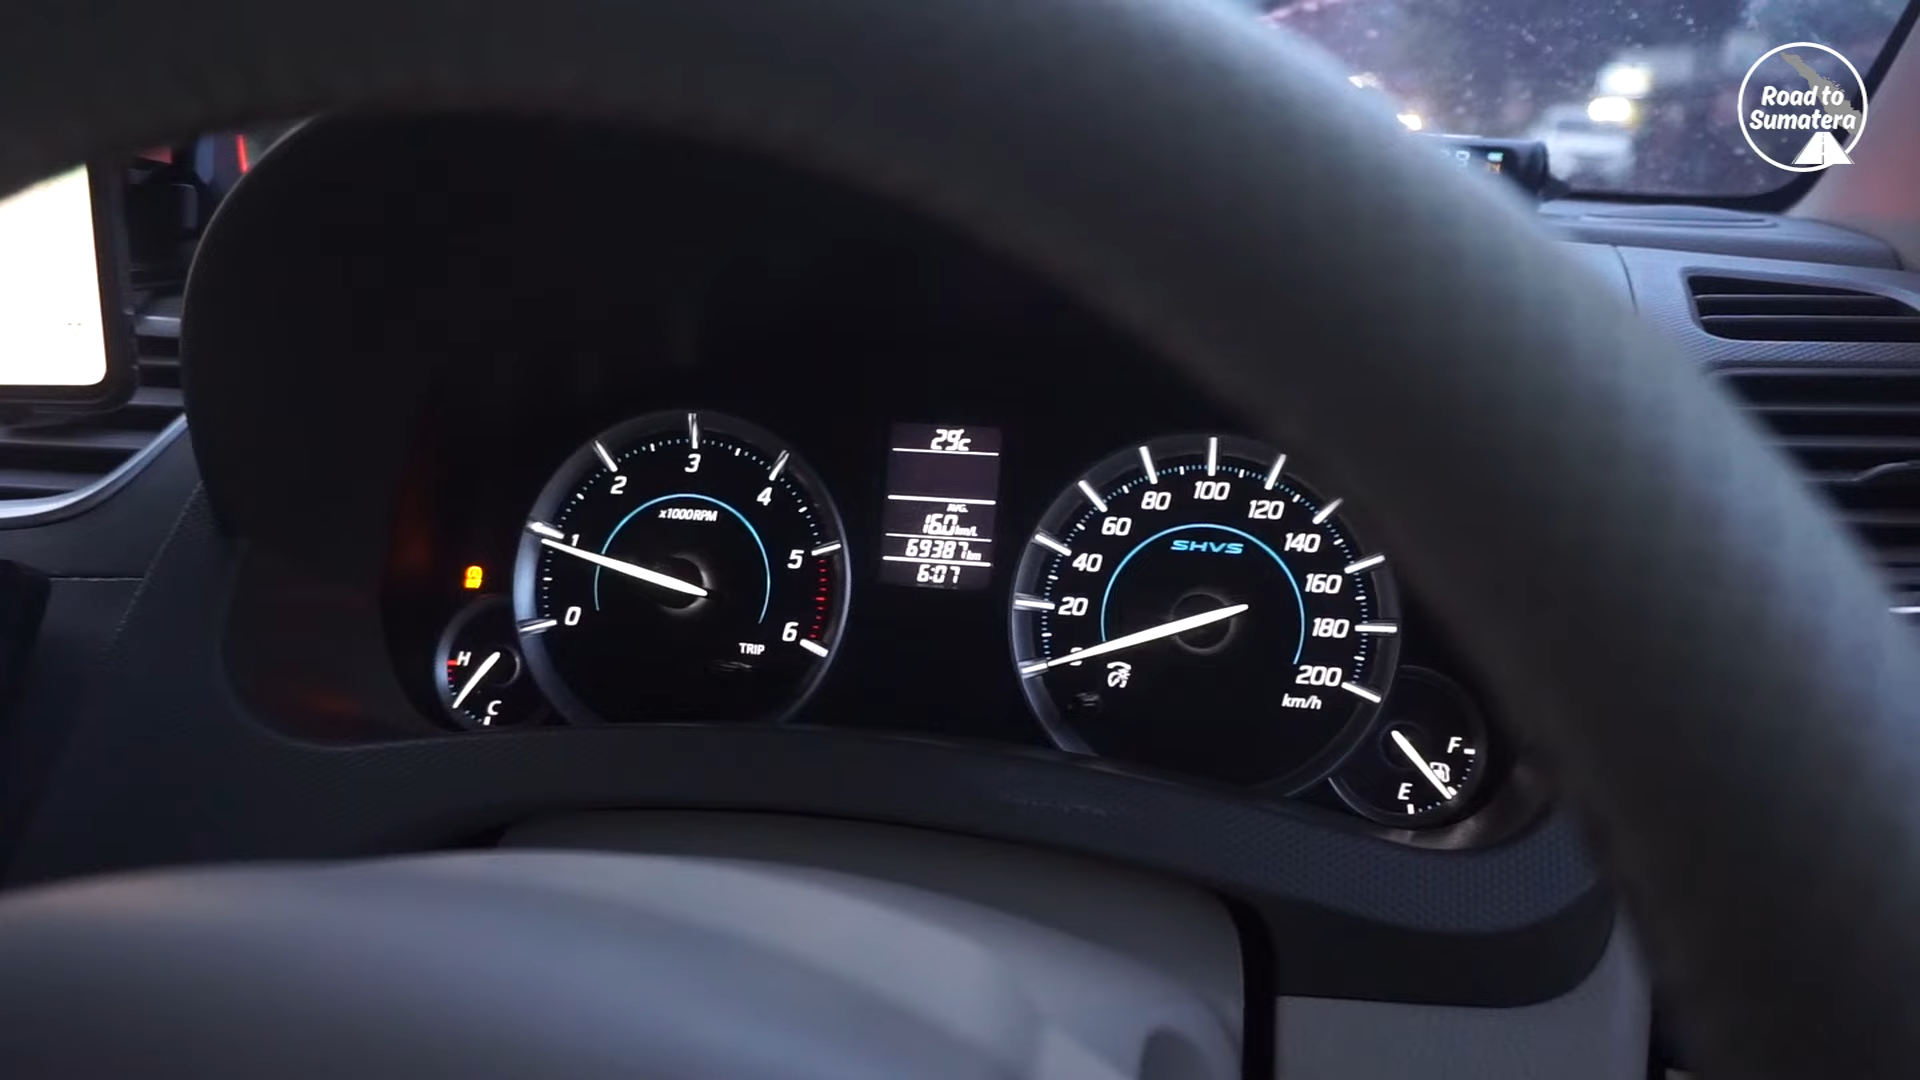 Road to
Sumatera
29°C
AVG.
16.0 km/L
69387 km
6:07
0
1
2
3
4
5
6
x1000RPM
TRIP
H
C
0
20
40
60
80
100
120
140
160
180
200
SHVS
km/h
F
E